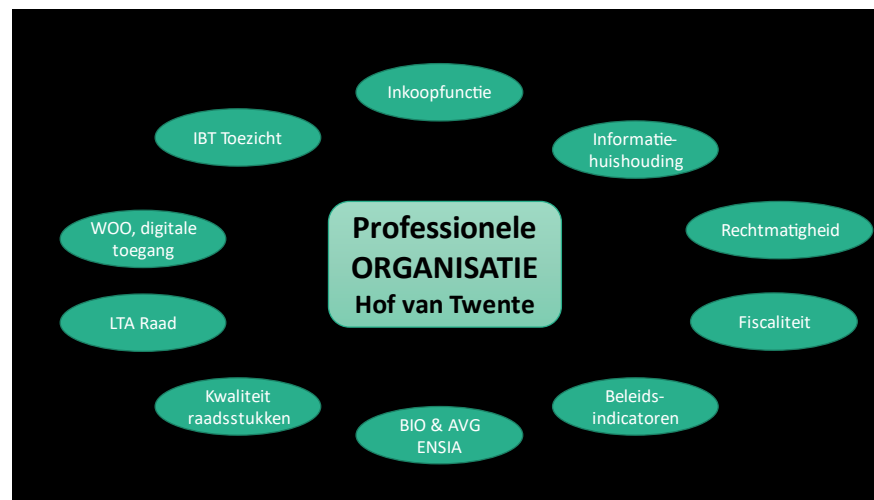 Inkoopfunctie
IBT Toezicht
Informatie-
huishouding
WOO, digitale
toegang
Professionele
ORGANISATIE
Hof van Twente
Rechtmatigheid
LTA Raad
Fiscaliteit
Kwaliteit
raadsstukken
BIO & AVG
ENSIA
Beleids-
indicatoren